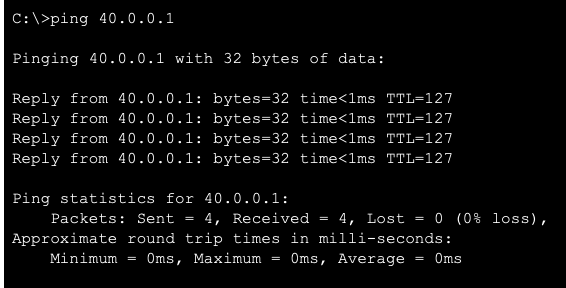 C:\>ping 40.0.0.1
Pinging 40.0.0.1 with 32 bytes of data:
Reply from 40.0.0.1: bytes=32 time<1ms TTL=127
Reply from 40.0.0.1: bytes=32 time<1ms TTL=127
Reply from 40.0.0.1: bytes=32 time<1ms TTL=127
Reply from 40.0.0.1: bytes=32 time<1ms TTL=127
Ping statistics for 40.0.0.1:
    Packets: Sent = 4, Received = 4, Lost = 0 (0% loss),
Approximate round trip times in milli-seconds:
    Minimum = 0ms, Maximum = 0ms, Average = 0ms